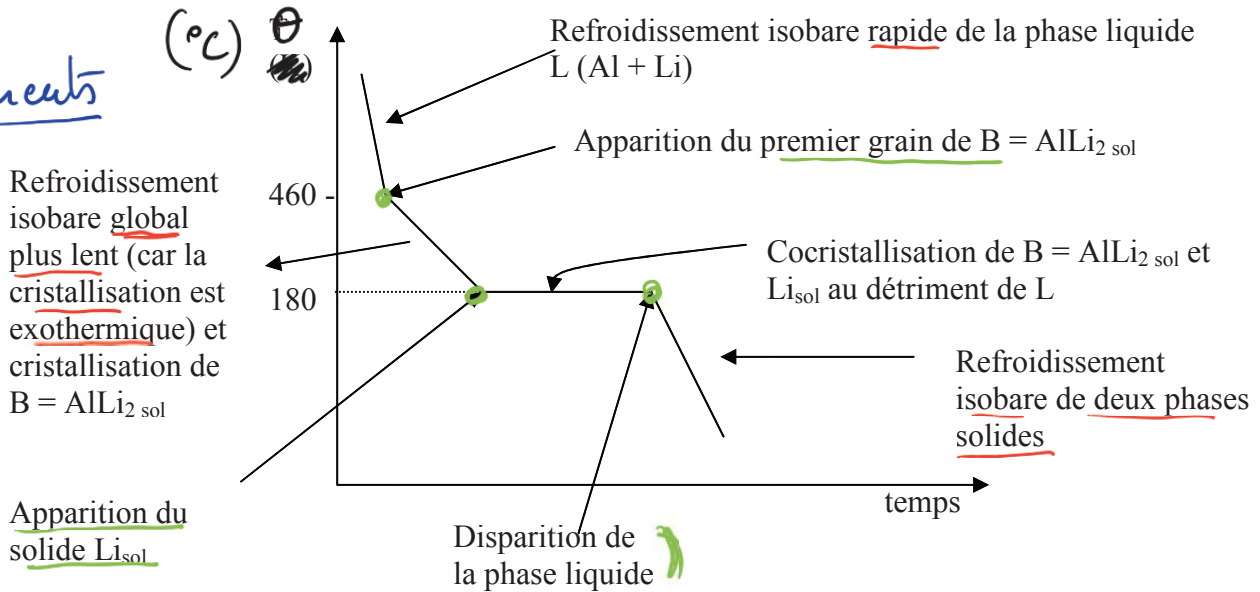 (°C) θ
Refroidissement isobare rapide de la phase liquide
L (Al + Li)
Apparition du premier grain de B = AlLi2 sol
Refroidissement
isobare global
plus lent (car la
cristallisation est
exothermique) et
cristallisation de
B = AlLi2 sol
460 -
180
Cocristallisation de B = AlLi2 sol et
Lisol au détriment de L
Refroidissement
isobare de deux phases
solides
temps
Apparition du
solide Lisol
Disparition de
la phase liquide